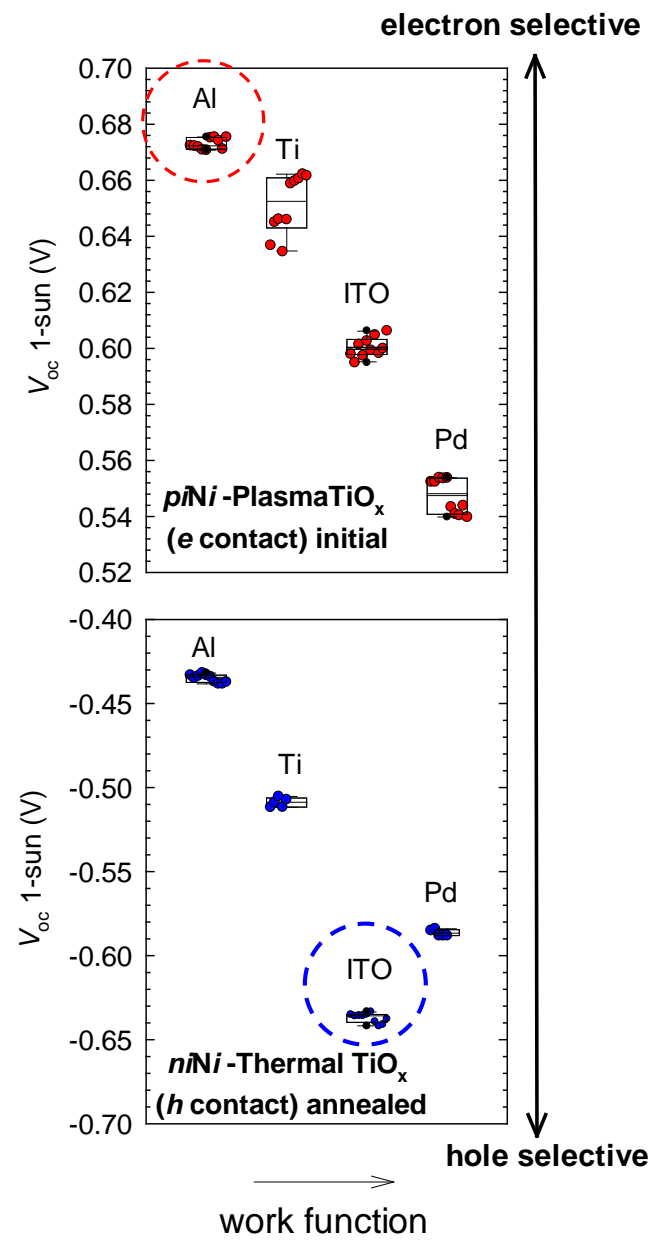 electron selective
0.70
0.68
0.66
0.64
0.62
0.60
0.58
0.56
0.54
0.52
V_oc 1-sun (V)
Al
Ti
ITO
Pd
piNi -PlasmaTiO_x
(e contact) initial
-0.40
-0.45
-0.50
-0.55
-0.60
-0.65
-0.70
V_oc 1-sun (V)
Al
Ti
Pd
ITO
niNi -Thermal TiO_x
(h contact) annealed
hole selective
work function